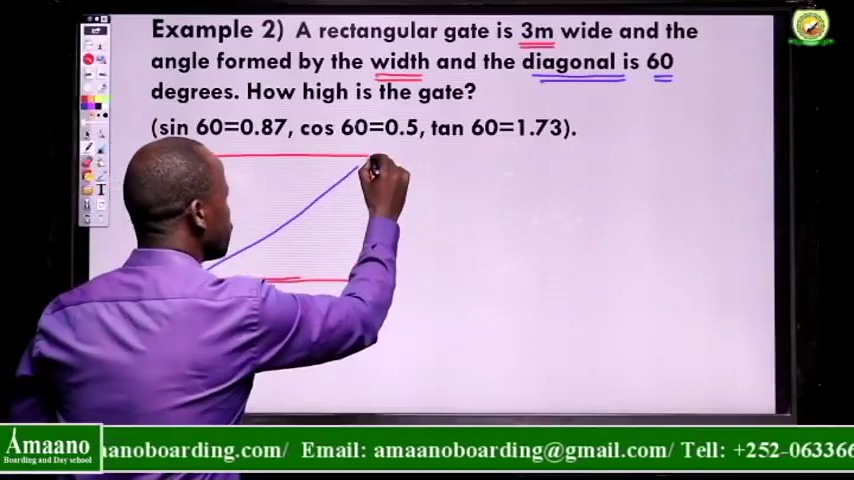 Example 2) A rectangular gate is 3m wide and the
angle formed by the width and the diagonal is 60
degrees. How high is the gate?
(sin 60=0.87, cos 60=0.5, tan 60=1.73).
T
Amaano
Boarding and Day school
anoboarding.com/ Email: amaanoboarding@gmail.com/ Tell: +252-063366